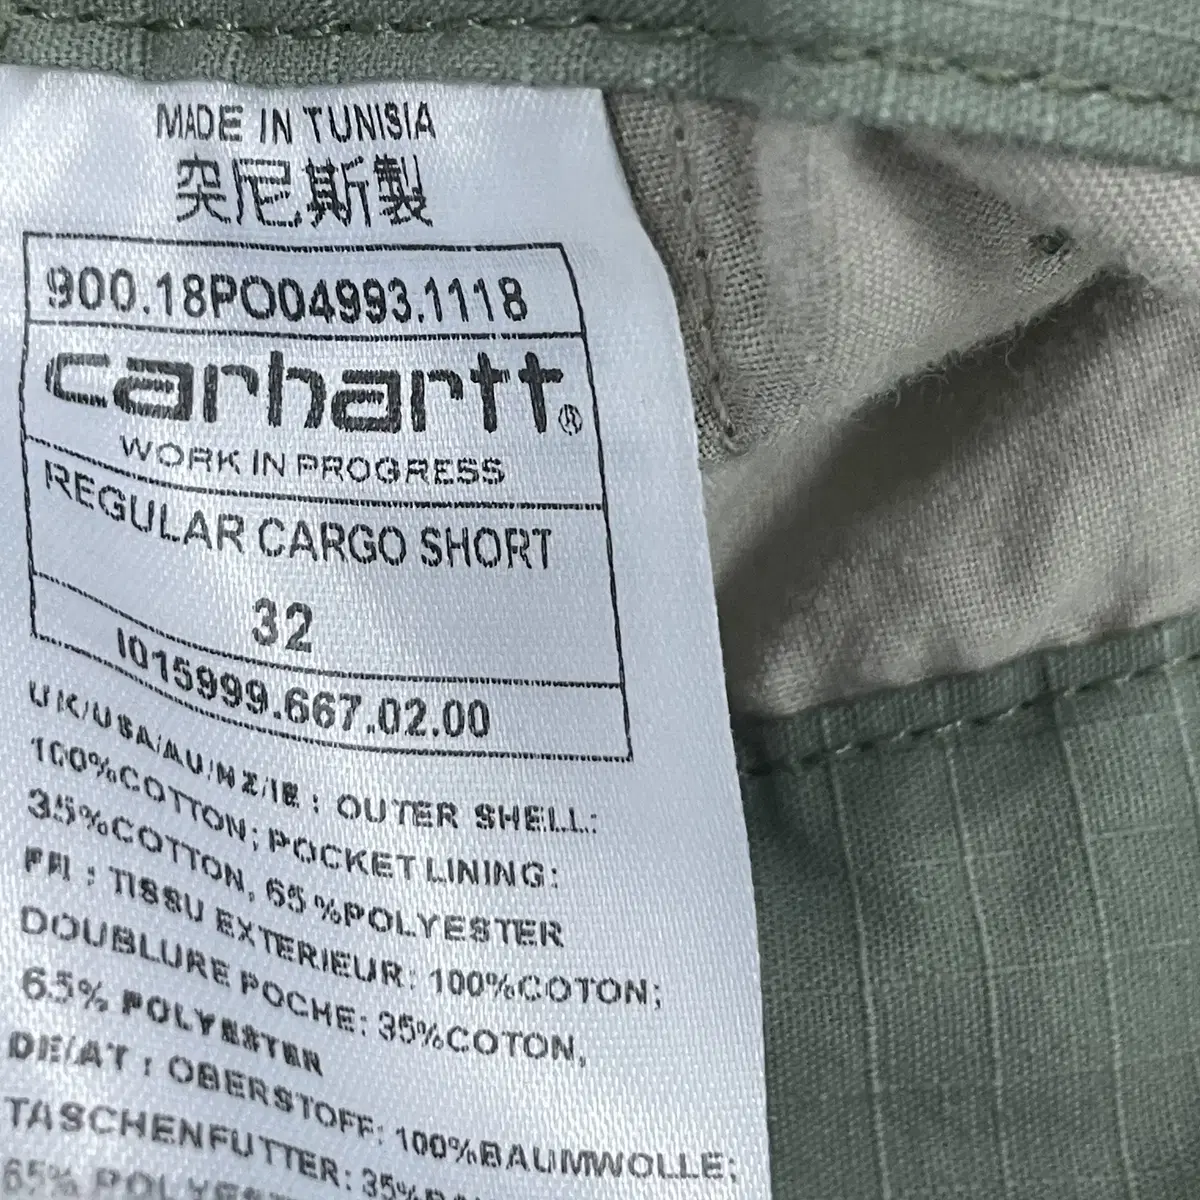 MADE IN TUNISIA
突尼斯製
900.18PO04993.1118
carhartt®
WORK IN PROGRESS
REGULAR CARGO SHORT
32
I015999.667.02.00
UK/USA/AU/NZ/IE : OUTER SHELL:
100%COTTON; POCKET LINING:
35%COTTON, 65%POLYESTER
FR : TISSU EXTERIEUR: 100%COTON;
DOUBLURE POCHE: 35%COTON,
65% POLYESTER
DE/AT : OBERSTOFF: 100%BAUMWOLLE;
TASCHENFUTTER: 35%
65%